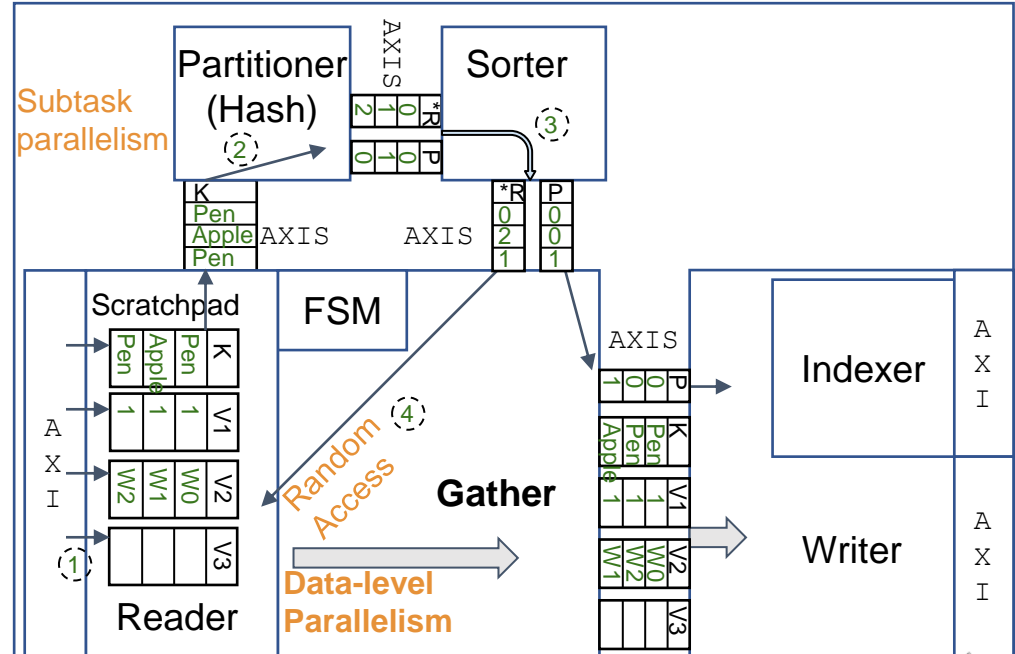 Partitioner
(Hash)
AXIS
Sorter
Subtask
parallelism
2
3
*R 0 1 2
P 0 1 0
K
Pen
Apple
Pen
AXIS
AXIS
*R
0
2
1
P
0
0
1
Scratchpad
FSM
K Pen Apple Pen
V1 1 1 1
V2 W0 W1 W2
V3
AXI
1
Reader
4
Random
Access
Gather
Data-level
Parallelism
AXIS
P 0 0 1
K Pen Pen Apple
V1 1 1 1
V2 W0 W2 W1
V3
Indexer
AXI
Writer
AXI